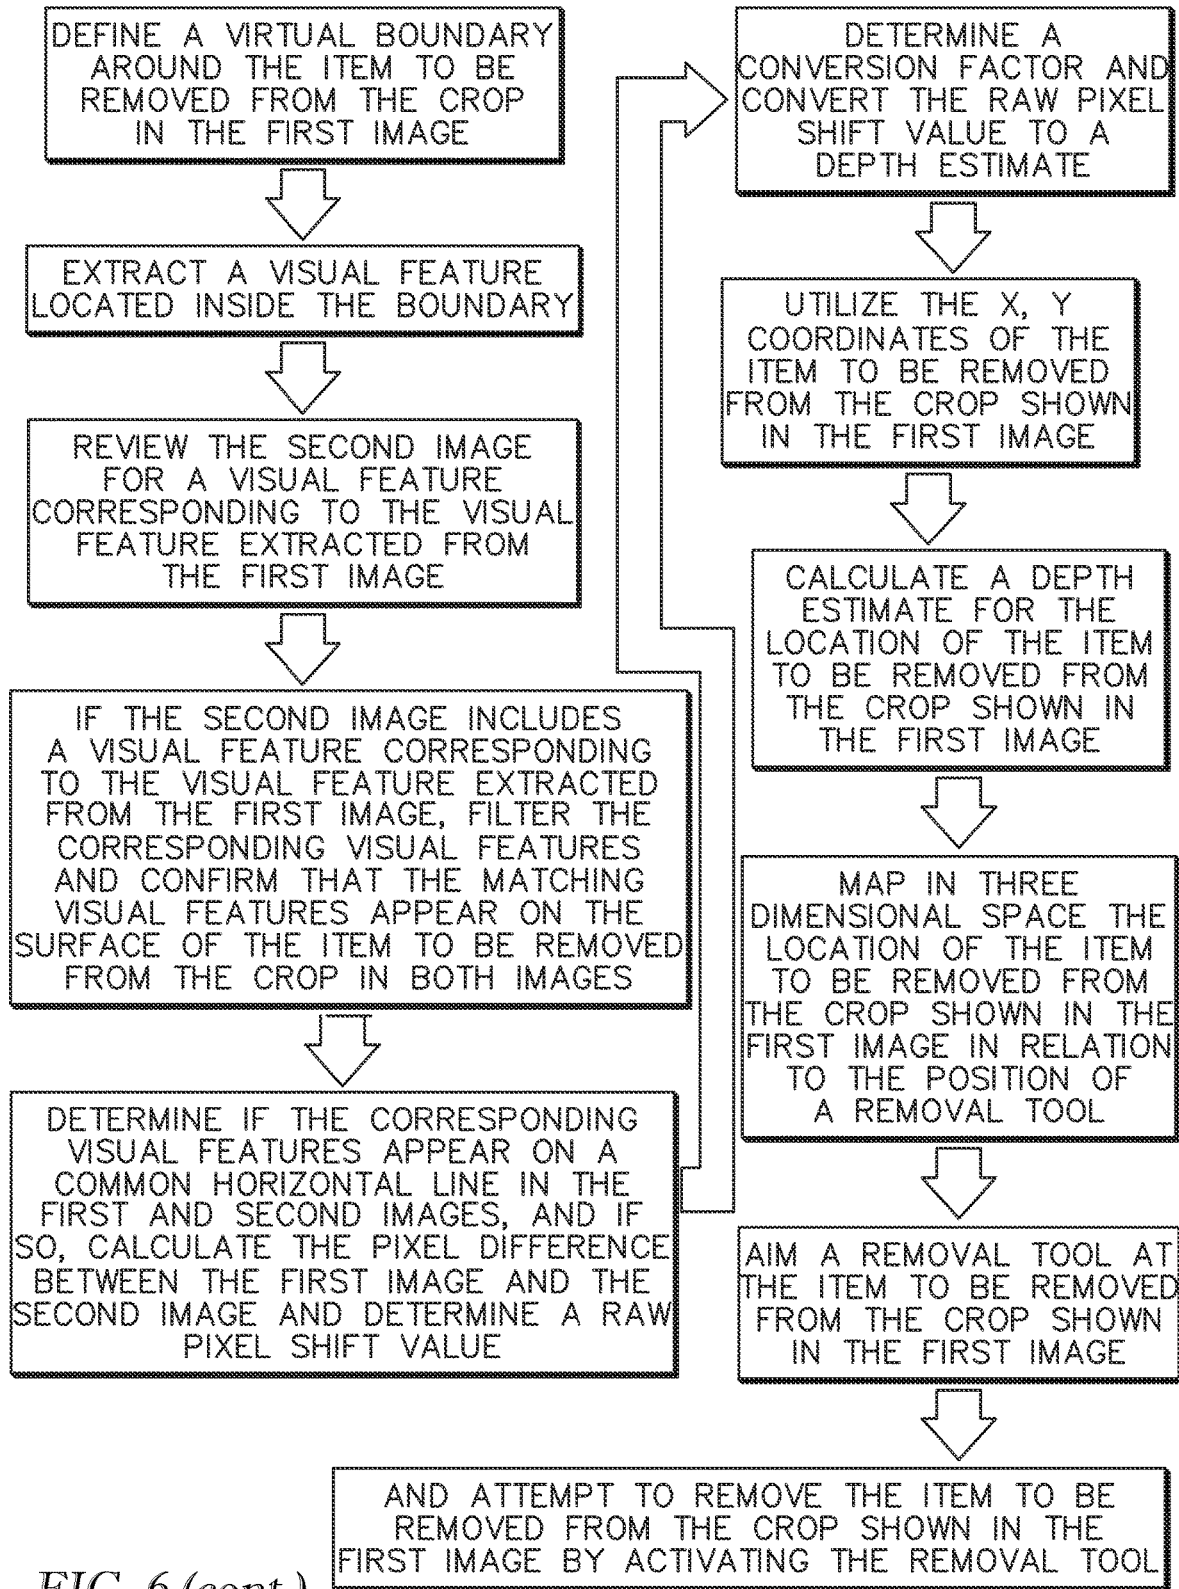 DEFINE A VIRTUAL BOUNDARY
AROUND THE ITEM TO BE
REMOVED FROM THE CROP
IN THE FIRST IMAGE
EXTRACT A VISUAL FEATURE
LOCATED INSIDE THE BOUNDARY
REVIEW THE SECOND IMAGE
FOR A VISUAL FEATURE
CORRESPONDING TO THE VISUAL
FEATURE EXTRACTED FROM
THE FIRST IMAGE
IF THE SECOND IMAGE INCLUDES
A VISUAL FEATURE CORRESPONDING
TO THE VISUAL FEATURE EXTRACTED
FROM THE FIRST IMAGE, FILTER THE
CORRESPONDING VISUAL FEATURES
AND CONFIRM THAT THE MATCHING
VISUAL FEATURES APPEAR ON THE
SURFACE OF THE ITEM TO BE REMOVED
FROM THE CROP IN BOTH IMAGES
DETERMINE IF THE CORRESPONDING
VISUAL FEATURES APPEAR ON A
COMMON HORIZONTAL LINE IN THE
FIRST AND SECOND IMAGES, AND IF
SO, CALCULATE THE PIXEL DIFFERENCE
BETWEEN THE FIRST IMAGE AND THE
SECOND IMAGE AND DETERMINE A RAW
PIXEL SHIFT VALUE
DETERMINE A
CONVERSION FACTOR AND
CONVERT THE RAW PIXEL
SHIFT VALUE TO A
DEPTH ESTIMATE
UTILIZE THE X, Y
COORDINATES OF THE
ITEM TO BE REMOVED
FROM THE CROP SHOWN
IN THE FIRST IMAGE
CALCULATE A DEPTH
ESTIMATE FOR THE
LOCATION OF THE ITEM
TO BE REMOVED FROM
THE CROP SHOWN IN
THE FIRST IMAGE
MAP IN THREE
DIMENSIONAL SPACE THE
LOCATION OF THE ITEM
TO BE REMOVED FROM
THE CROP SHOWN IN THE
FIRST IMAGE IN RELATION
TO THE POSITION OF
A REMOVAL TOOL
AIM A REMOVAL TOOL AT
THE ITEM TO BE REMOVED
FROM THE CROP SHOWN
IN THE FIRST IMAGE
AND ATTEMPT TO REMOVE THE ITEM TO BE
REMOVED FROM THE CROP SHOWN IN THE
FIRST IMAGE BY ACTIVATING THE REMOVAL TOOL
FIG. 6 (cont.)